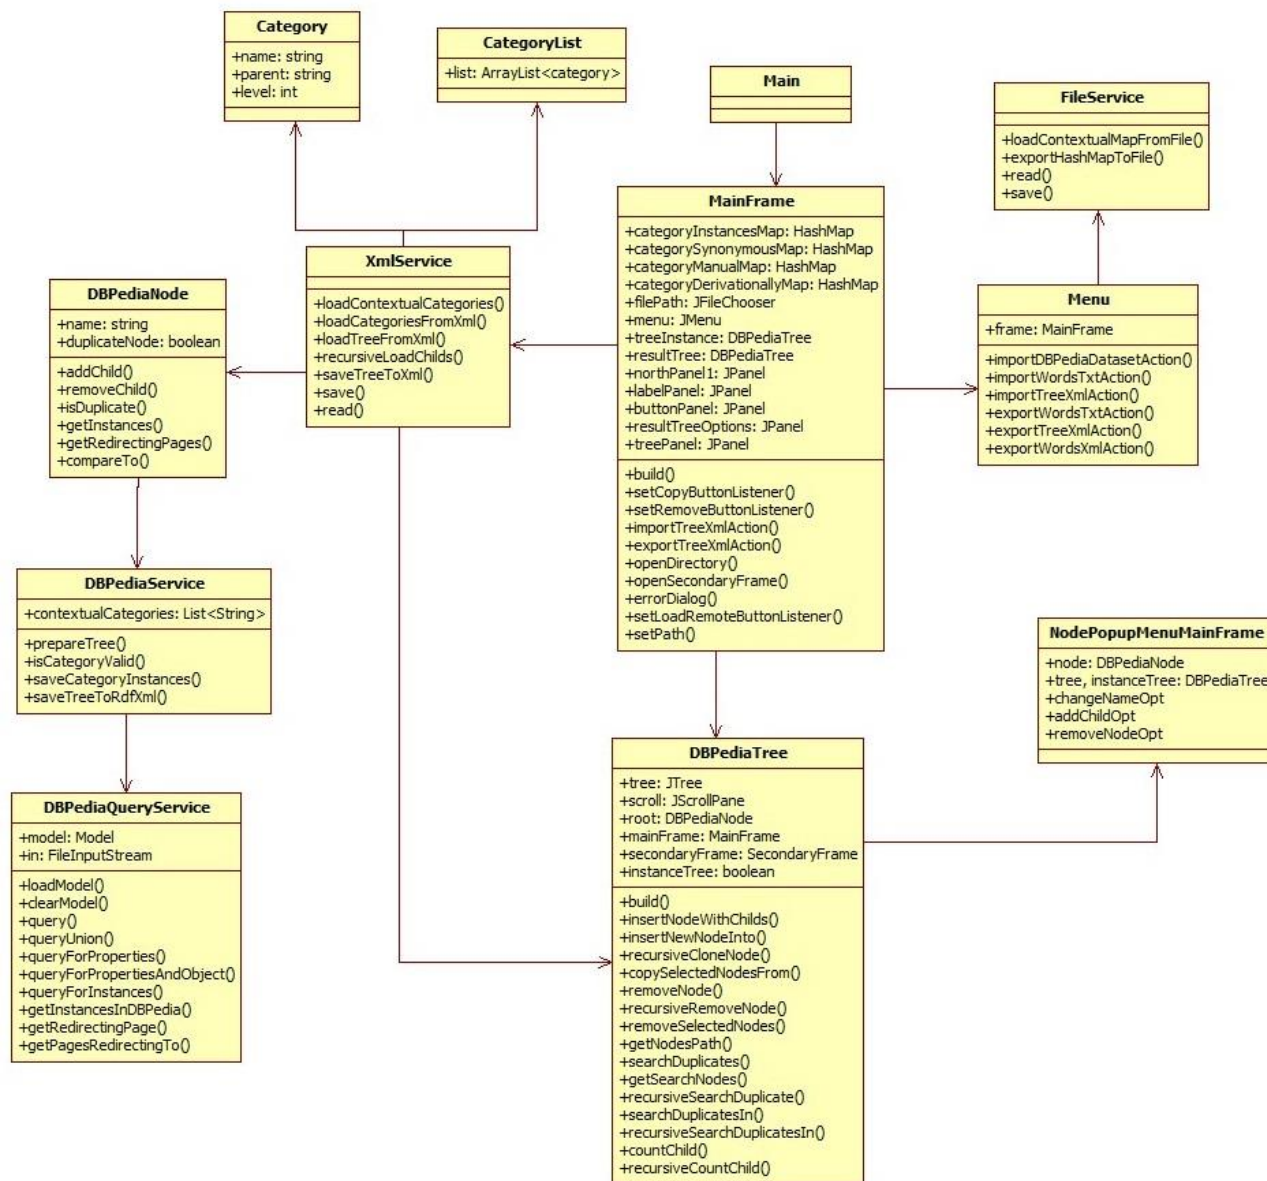 Category
+name: string
+parent: string
+level: int
CategoryList
+list: ArrayList<category>
Main
FileService
+loadContextualMapFromFile()
+exportHashMapToFile()
+read()
+save()
MainFrame
+categoryInstancesMap: HashMap
+categorySynonymousMap: HashMap
+categoryManualMap: HashMap
+categoryDerivationallyMap: HashMap
+filePath: JFileChooser
+menu: JMenu
+treeInstance: DBPediaTree
+resultTree: DBPediaTree
+northPanel1: JPanel
+labelPanel: JPanel
+buttonPanel: JPanel
+resultTreeOptions: JPanel
+treePanel: JPanel
+build()
+setCopyButtonListener()
+setRemoveButtonListener()
+importTreeXmlAction()
+exportTreeXmlAction()
+openDirectory()
+openSecondaryFrame()
+errorDialog()
+setLoadRemoteButtonListener()
+setPath()
XmlService
+loadContextualCategories()
+loadCategoriesFromXml()
+loadTreeFromXml()
+recursiveLoadChilds()
+saveTreeToXml()
+save()
+read()
DBPediaNode
+name: string
+duplicateNode: boolean
+addChild()
+removeChild()
+isDuplicate()
+getInstances()
+getRedirectingPages()
+compareTo()
Menu
+frame: MainFrame
+importDBPediaDatasetAction()
+importWordsTxtAction()
+importTreeXmlAction()
+exportWordsTxtAction()
+exportTreeXmlAction()
+exportWordsXmlAction()
DBPediaService
+contextualCategories: List<String>
+prepareTree()
+isCategoryValid()
+saveCategoryInstances()
+saveTreeToRdfXml()
NodePopupMenuMainFrame
+node: DBPediaNode
+tree, instanceTree: DBPediaTree
+changeNameOpt
+addChildOpt
+removeNodeOpt
DBPediaTree
+tree: JTree
+scroll: JScrollPane
+root: DBPediaNode
+mainFrame: MainFrame
+secondaryFrame: SecondaryFrame
+instanceTree: boolean
+build()
+insertNodeWithChilds()
+insertNewNodeInto()
+recursiveCloneNode()
+copySelectedNodesFrom()
+removeNode()
+recursiveRemoveNode()
+removeSelectedNodes()
+getNodesPath()
+searchDuplicates()
+getSearchNodes()
+recursiveSearchDuplicate()
+searchDuplicatesIn()
+recursiveSearchDuplicatesIn()
+countChild()
+recursiveCountChild()
DBPediaQueryService
+model: Model
+in: FileInputStream
+loadModel()
+clearModel()
+query()
+queryUnion()
+queryForProperties()
+queryForPropertiesAndObject()
+queryForInstances()
+getInstancesInDBPedia()
+getRedirectingPage()
+getPagesRedirectingTo()